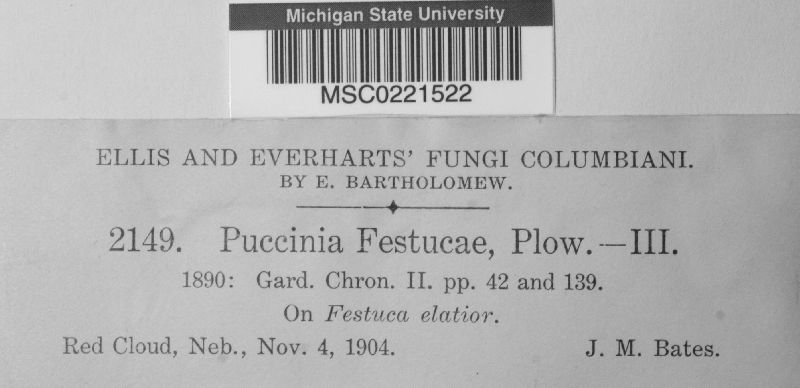 Michigan State University
MSC0221522
ELLIS AND EVERHARTS' FUNGI COLUMBIANI.
BY E. BARTHOLOMEW.
2149. Puccinia Festucae, Plow.—III.
1890: Gard. Chron. II. pp. 42 and 139.
On Festuca elatior.
Red Cloud, Neb., Nov. 4, 1904. J. M. Bates.